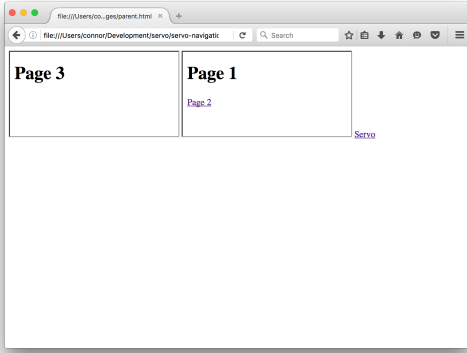 file:///Users/co...ges/parent.html
file:///Users/connor/Development/servo/servo-navigatic
Search
Page 3
Page 1
Page 2
Servo